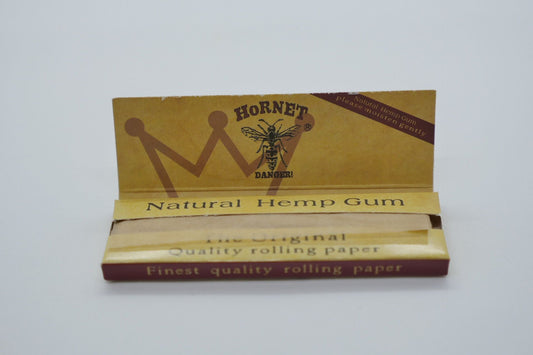 Natural Hemp Gum
Please moisten gently
HORNET
®
DANGER!
Natural Hemp Gum
The Original
Quality rolling paper
Finest quality rolling paper